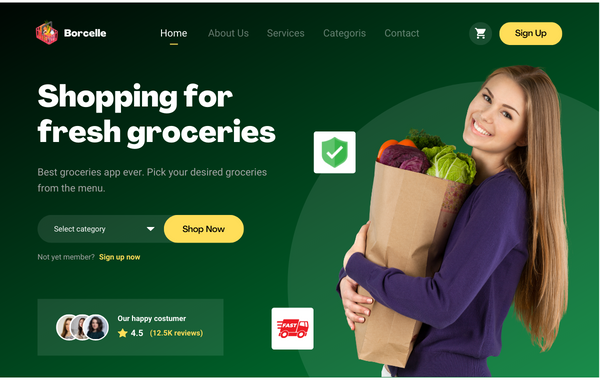 Borcelle
Home About Us Services Categoris Contact
Sign Up
Shopping for
fresh groceries
Best groceries app ever. Pick your desired groceries
from the menu.
Select category
Shop Now
Not yet member? Sign up now
Our happy costumer
4.5 (12.5K reviews)
FAST